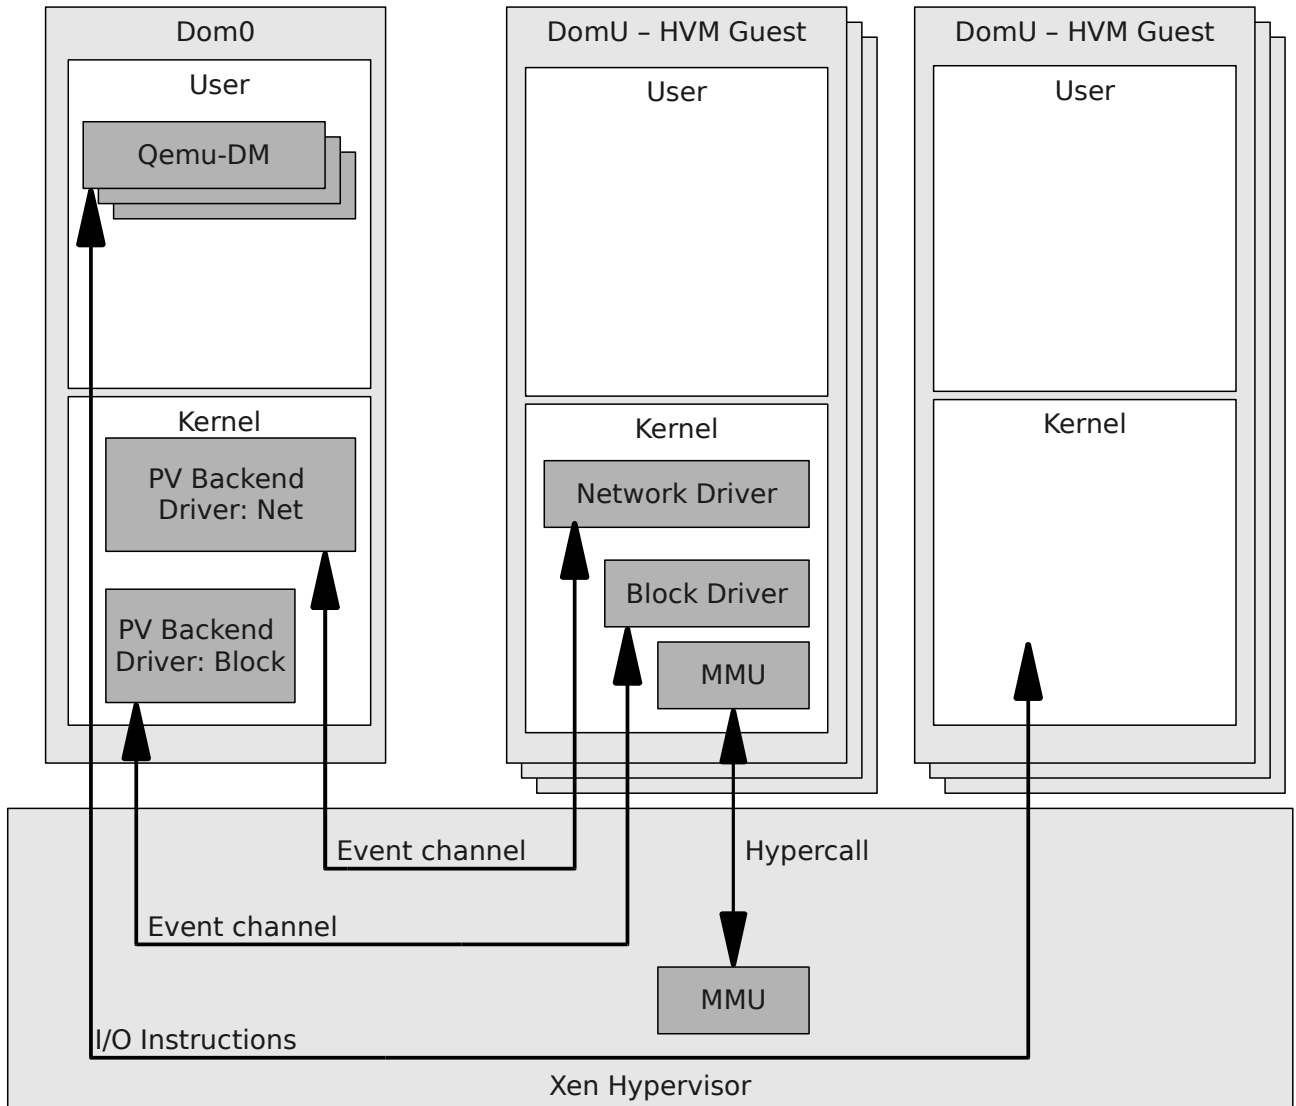 Dom0
User
Qemu-DM
Kernel
PV Backend
Driver: Net
PV Backend
Driver: Block
DomU – HVM Guest
User
Kernel
Network Driver
Block Driver
MMU
DomU – HVM Guest
User
Kernel
Event channel
Hypercall
Event channel
MMU
I/O Instructions
Xen Hypervisor